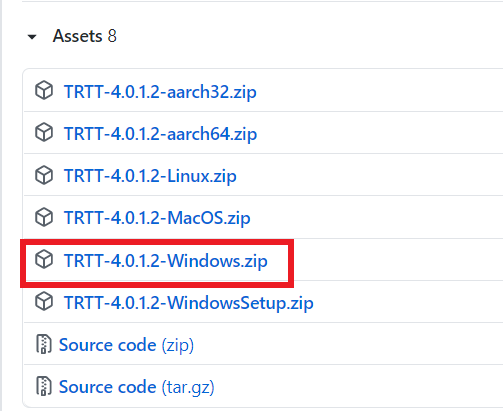 Assets 8
TRTT-4.0.1.2-aarch32.zip
TRTT-4.0.1.2-aarch64.zip
TRTT-4.0.1.2-Linux.zip
TRTT-4.0.1.2-MacOS.zip
TRTT-4.0.1.2-Windows.zip
TRTT-4.0.1.2-WindowsSetup.zip
Source code (zip)
Source code (tar.gz)